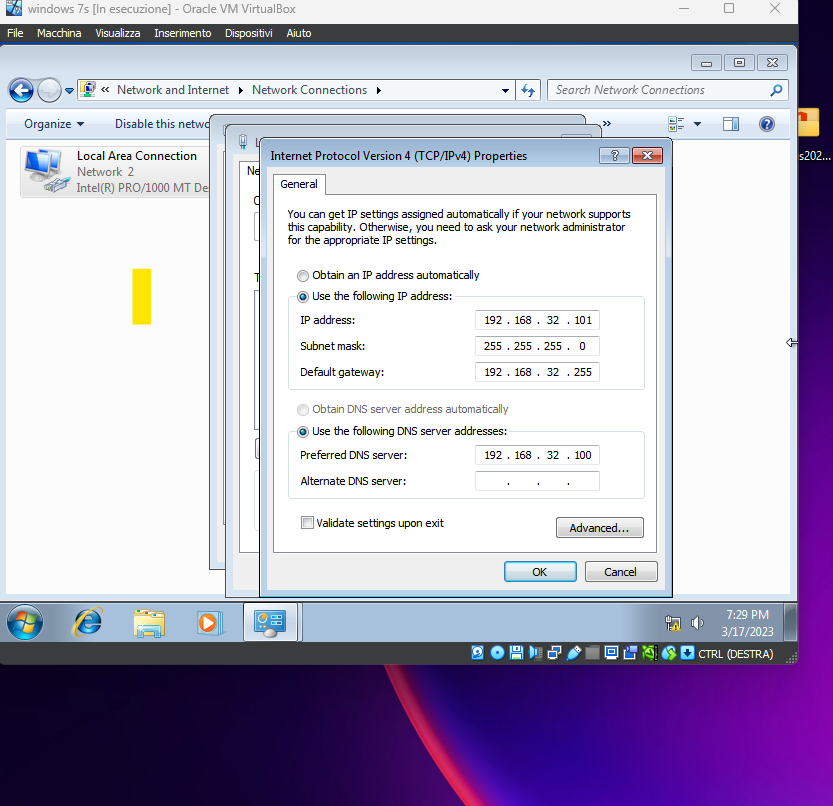 windows 7s [In esecuzione] - Oracle VM VirtualBox
File Macchina Visualizza Inserimento Dispositivi Aiuto
« Network and Internet Network Connections
Search Network Connections
Organize Disable this netwo »
Local Area Connection
Network 2
Intel(R) PRO/1000 MT De
Internet Protocol Version 4 (TCP/IPv4) Properties
General
You can get IP settings assigned automatically if your network supports
this capability. Otherwise, you need to ask your network administrator
for the appropriate IP settings.
Obtain an IP address automatically
Use the following IP address:
IP address: 192 . 168 . 32 . 101
Subnet mask: 255 . 255 . 255 . 0
Default gateway: 192 . 168 . 32 . 255
Obtain DNS server address automatically
Use the following DNS server addresses:
Preferred DNS server: 192 . 168 . 32 . 100
Alternate DNS server: . . .
Validate settings upon exit
Advanced...
OK Cancel
7:29 PM
3/17/2023
CTRL (DESTRA)
s202...